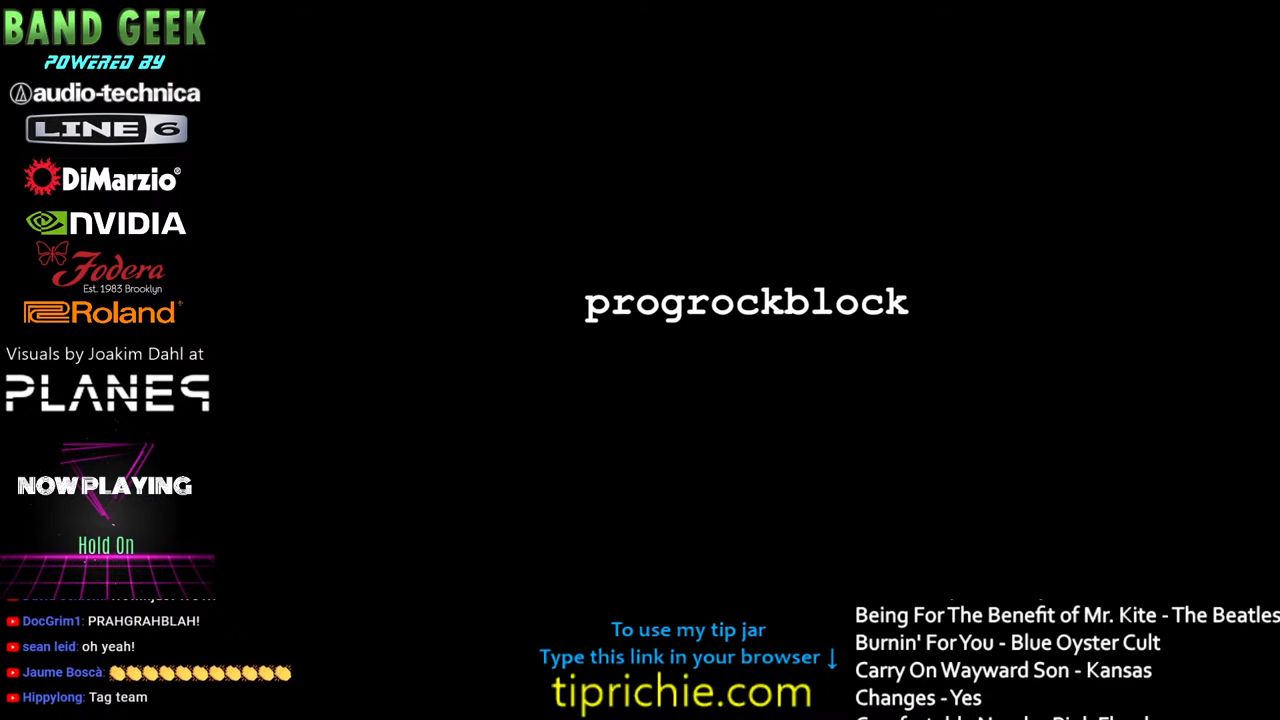 BAND GEEK
POWERED BY
audio-technica
LINE 6
DiMarzio®
NVIDIA
Fodera
Est. 1983 Brooklyn
Roland
Visuals by Joakim Dahl at
PLANE9
NOW PLAYING
Hold On
DocGrim1: PRAHGRAHBLAH!
sean leid: oh yeah!
Jaume Boscà: 👏👏👏👏👏👏👏👏👏👏👏
Hippylong: Tag team
progrockblock
To use my tip jar
Type this link in your browser ↓
tiprichie.com
Being For The Benefit of Mr. Kite - The Beatles
Burnin' For You - Blue Oyster Cult
Carry On Wayward Son - Kansas
Changes - Yes